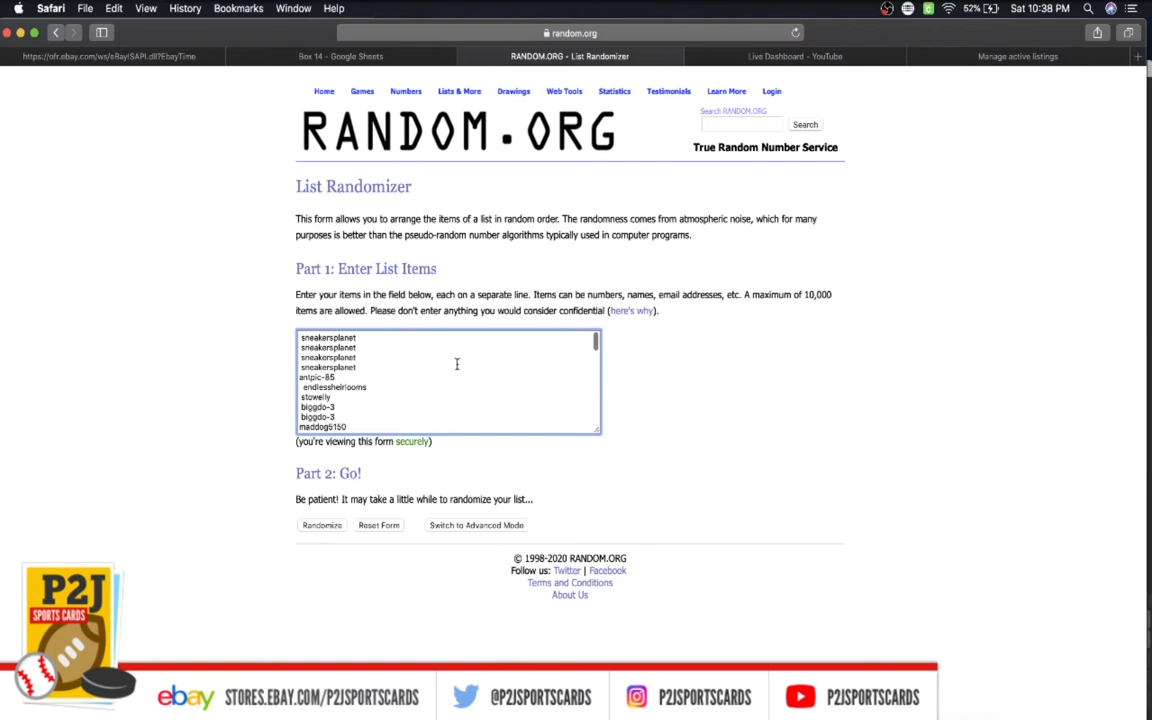 Safari File Edit View History Bookmarks Window Help 52% Sat 10:38 PM
random.org
https://ofr.ebay.com/ws/eBayISAPI.dll?EbayTime Box 14 - Google Sheets RANDOM.ORG - List Randomizer Live Dashboard - YouTube Manage active listings
Home Games Numbers Lists & More Drawings Web Tools Statistics Testimonials Learn More Login
Search RANDOM.ORG
Search
RANDOM.ORG
True Random Number Service
List Randomizer
This form allows you to arrange the items of a list in random order. The randomness comes from atmospheric noise, which for many
purposes is better than the pseudo-random number algorithms typically used in computer programs.
Part 1: Enter List Items
Enter your items in the field below, each on a separate line. Items can be numbers, names, email addresses, etc. A maximum of 10,000
items are allowed. Please don't enter anything you would consider confidential (here's why).
sneakersplanet
sneakersplanet
sneakersplanet
sneakersplanet
antpic-85
endlessheirlooms
stowelly
biggdo-3
biggdo-3
maddog5150
(you're viewing this form securely)
Part 2: Go!
Be patient! It may take a little while to randomize your list...
Randomize Reset Form Switch to Advanced Mode
© 1998-2020 RANDOM.ORG
Follow us: Twitter | Facebook
Terms and Conditions
About Us
P2J
SPORTS CARDS
ebay STORES.EBAY.COM/P2JSPORTSCARDS @P2JSPORTSCARDS P2JSPORTSCARDS P2JSPORTSCARDS